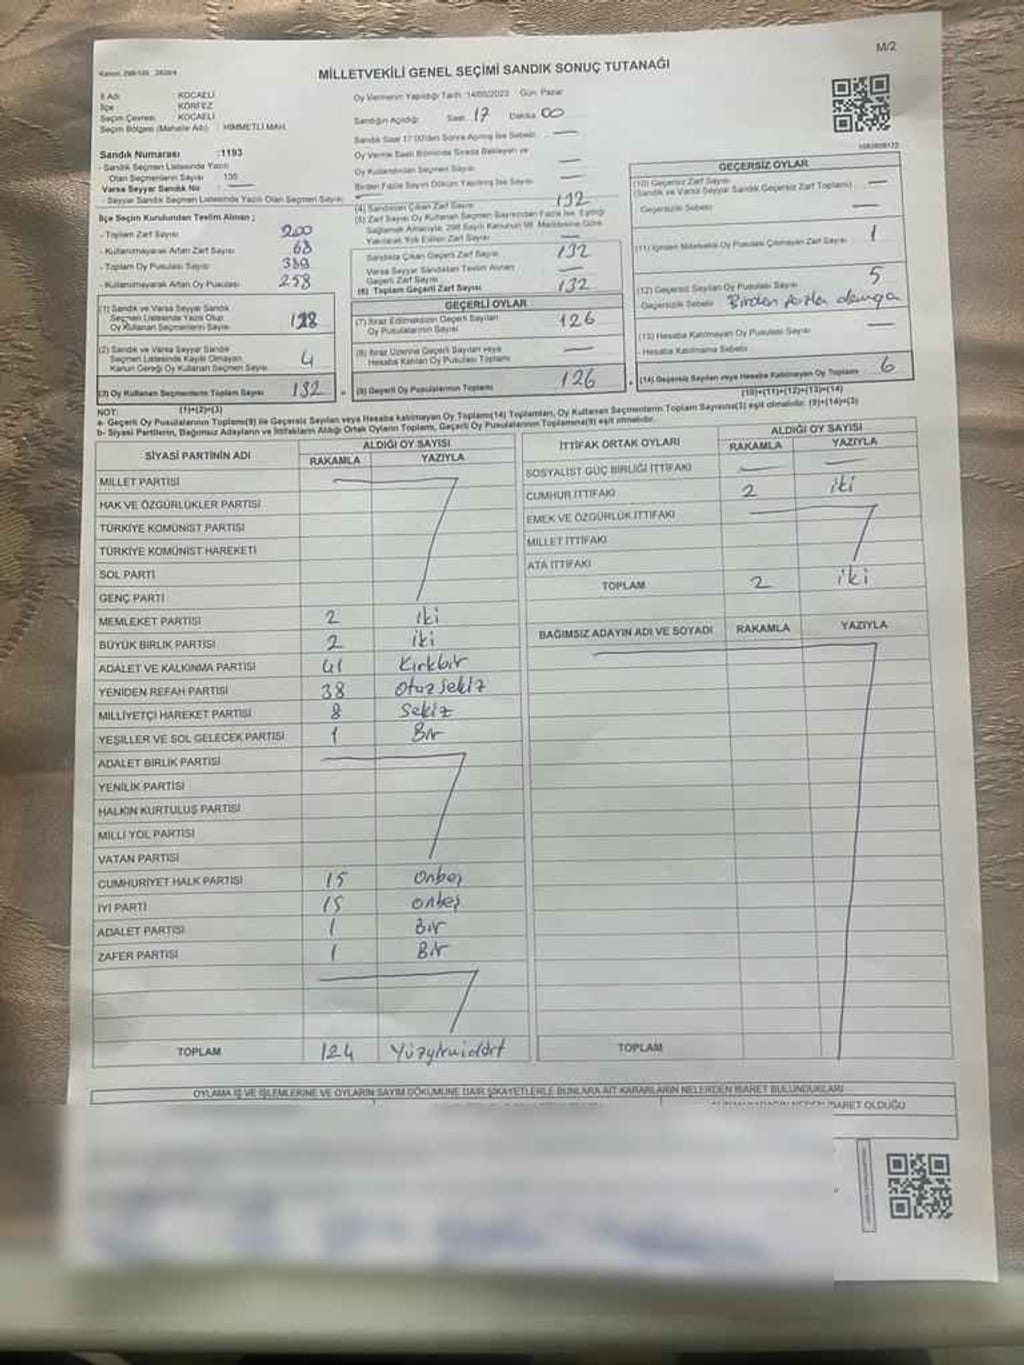 M/2
MİLLETVEKİLİ GENEL SEÇİMİ SANDIK SONUÇ TUTANAĞI
İl Adı : KOCAELİ
İlçe : KÖRFEZ
Seçim Çevresi : KOCAELİ
Seçim Bölgesi (Mahalle Adı) : HİMMETLİ MAH.
Sandık Numarası :1193
- Sandık Seçmen Listesinde Yazılı
Olan Seçmenlerin Sayısı : 135
Varsa Seyyar Sandık No :
- Seyyar Sandık Seçmen Listesinde Yazılı Olan Seçmen Sayısı
İlçe Seçim Kurulundan Teslim Alınan ;
- Toplam Zarf Sayısı 200
- Kullanılmayarak Artan Zarf Sayısı 68
- Toplam Oy Pusulası Sayısı 389
- Kullanılmayarak Artan Oy Pusulası 258
(1) Sandık ve Varsa Seyyar Sandık
Seçmen Listesinde Yazılı Olup
Oy Kullanan Seçmenlerin Sayısı 128
(2) Sandık ve Varsa Seyyar Sandık
Seçmen Listesinde Kayıtlı Olmayan
Kanun Gereği Oy Kullanan Seçmen Sayısı 4
(3) Oy Kullanan Seçmenlerin Toplam Sayısı 132
(1)+(2)=(3)
Oy Vermenin Yapıldığı Tarih :14/05/2023 Gün: Pazar
Sandığın Açıldığı Saat 17 Dakika 00
Sandık Saat 17:00'den Sonra Açılmış İse Sebebi :
Oy Verme Saati Bitiminde Sırada Bekleyen ve
Oy Kullandırılan Seçmen Sayısı
Birden Fazla Sayım Döküm Yapılmış İse Sayısı
(4) Sandıktan Çıkan Zarf Sayısı 132
(5) Zarf Sayısı Oy Kullanan Seçmen Sayısından Fazla İse, Eşitliği
Sağlamak Amacıyla; 298 Sayılı Kanunun 98. Maddesine Göre
Yakılarak Yok Edilen Zarf Sayısı
Sandıkta Çıkan Geçerli Zarf Sayısı 132
Varsa Seyyar Sandıktan Teslim Alınan
Geçerli Zarf Sayısı
(6) Toplam Geçerli Zarf Sayısı 132
GEÇERLİ OYLAR
(7) İtiraz Edilmeksizin Geçerli Sayılan
Oy Pusulalarının Sayısı 126
(8) İtiraz Üzerine Geçerli Sayılan veya
Hesaba Katılan Oy Pusulası Toplamı
(9) Geçerli Oy Pusulalarının Toplamı 126
GEÇERSİZ OYLAR
(10) Geçersiz Zarf Sayısı
(Sandık ve Varsa Seyyar Sandık Geçersiz Zarf Toplamı)
Geçersizlik Sebebi
(11) İçinden Milletvekili Oy Pusulası Çıkmayan Zarf Sayısı 1
(12) Geçersiz Sayılan Oy Pusulası Sayısı 5
Geçersizlik Sebebi Birden fazla
(13) Hesaba Katılmayan Oy Pusulası Sayısı
- Hesaba Katılmama Sebebi
(14) Geçersiz Sayılan veya Hesaba Katılmayan Oy Toplamı 6
(10)+(11)+(12)+(13)=(14)
NOT:
a- Geçerli Oy Pusulalarının Toplamı(9) ile Geçersiz Sayılan veya Hesaba katılmayan Oy Toplamı(14) Toplamları, Oy Kullanan Seçmenlerin Toplam Sayısına(3) eşit olmalıdır. (9)+(14)=(3)
b- Siyasi Partilerin, Bağımsız Adayların ve İttifakların Aldığı Ortak Oyların Toplamı, Geçerli Oy Pusulalarının Toplamına(9) eşit olmalıdır.
SİYASİ PARTİNİN ADI ALDIĞI OY SAYISI
RAKAMLA YAZIYLA
MİLLET PARTİSİ
HAK VE ÖZGÜRLÜKLER PARTİSİ
TÜRKİYE KOMÜNİST PARTİSİ
TÜRKİYE KOMÜNİST HAREKETİ
SOL PARTİ
GENÇ PARTİ
MEMLEKET PARTİSİ 2 iki
BÜYÜK BİRLİK PARTİSİ 2 iki
ADALET VE KALKINMA PARTİSİ 41 Kırkbir
YENİDEN REFAH PARTİSİ 38 Otuz sekiz
MİLLİYETÇİ HAREKET PARTİSİ 8 Sekiz
YEŞİLLER VE SOL GELECEK PARTİSİ 1 Bir
ADALET BİRLİK PARTİSİ
YENİLİK PARTİSİ
HALKIN KURTULUŞ PARTİSİ
MİLLİ YOL PARTİSİ
VATAN PARTİSİ
CUMHURİYET HALK PARTİSİ 15 Onbeş
İYİ PARTİ 15 onbeş
ADALET PARTİSİ 1 Bir
ZAFER PARTİSİ 1 Bir
TOPLAM 124 Yüzyirmidört
İTTİFAK ORTAK OYLARI ALDIĞI OY SAYISI
RAKAMLA YAZIYLA
SOSYALİST GÜÇ BİRLİĞİ İTTİFAKI
CUMHUR İTTİFAKI 2 iki
EMEK VE ÖZGÜRLÜK İTTİFAKI
MİLLET İTTİFAKI
ATA İTTİFAKI
TOPLAM 2 iki
BAĞIMSIZ ADAYIN ADI VE SOYADI RAKAMLA YAZIYLA
TOPLAM
OYLAMA İŞ VE İŞLEMLERİNE VE OYLARIN SAYIM DÖKÜMÜNE DAİR ŞİKAYETLERLE BUNLARA AİT KARARLARIN NELERDEN İBARET BULUNDUKLARI
İBARET OLDUĞU